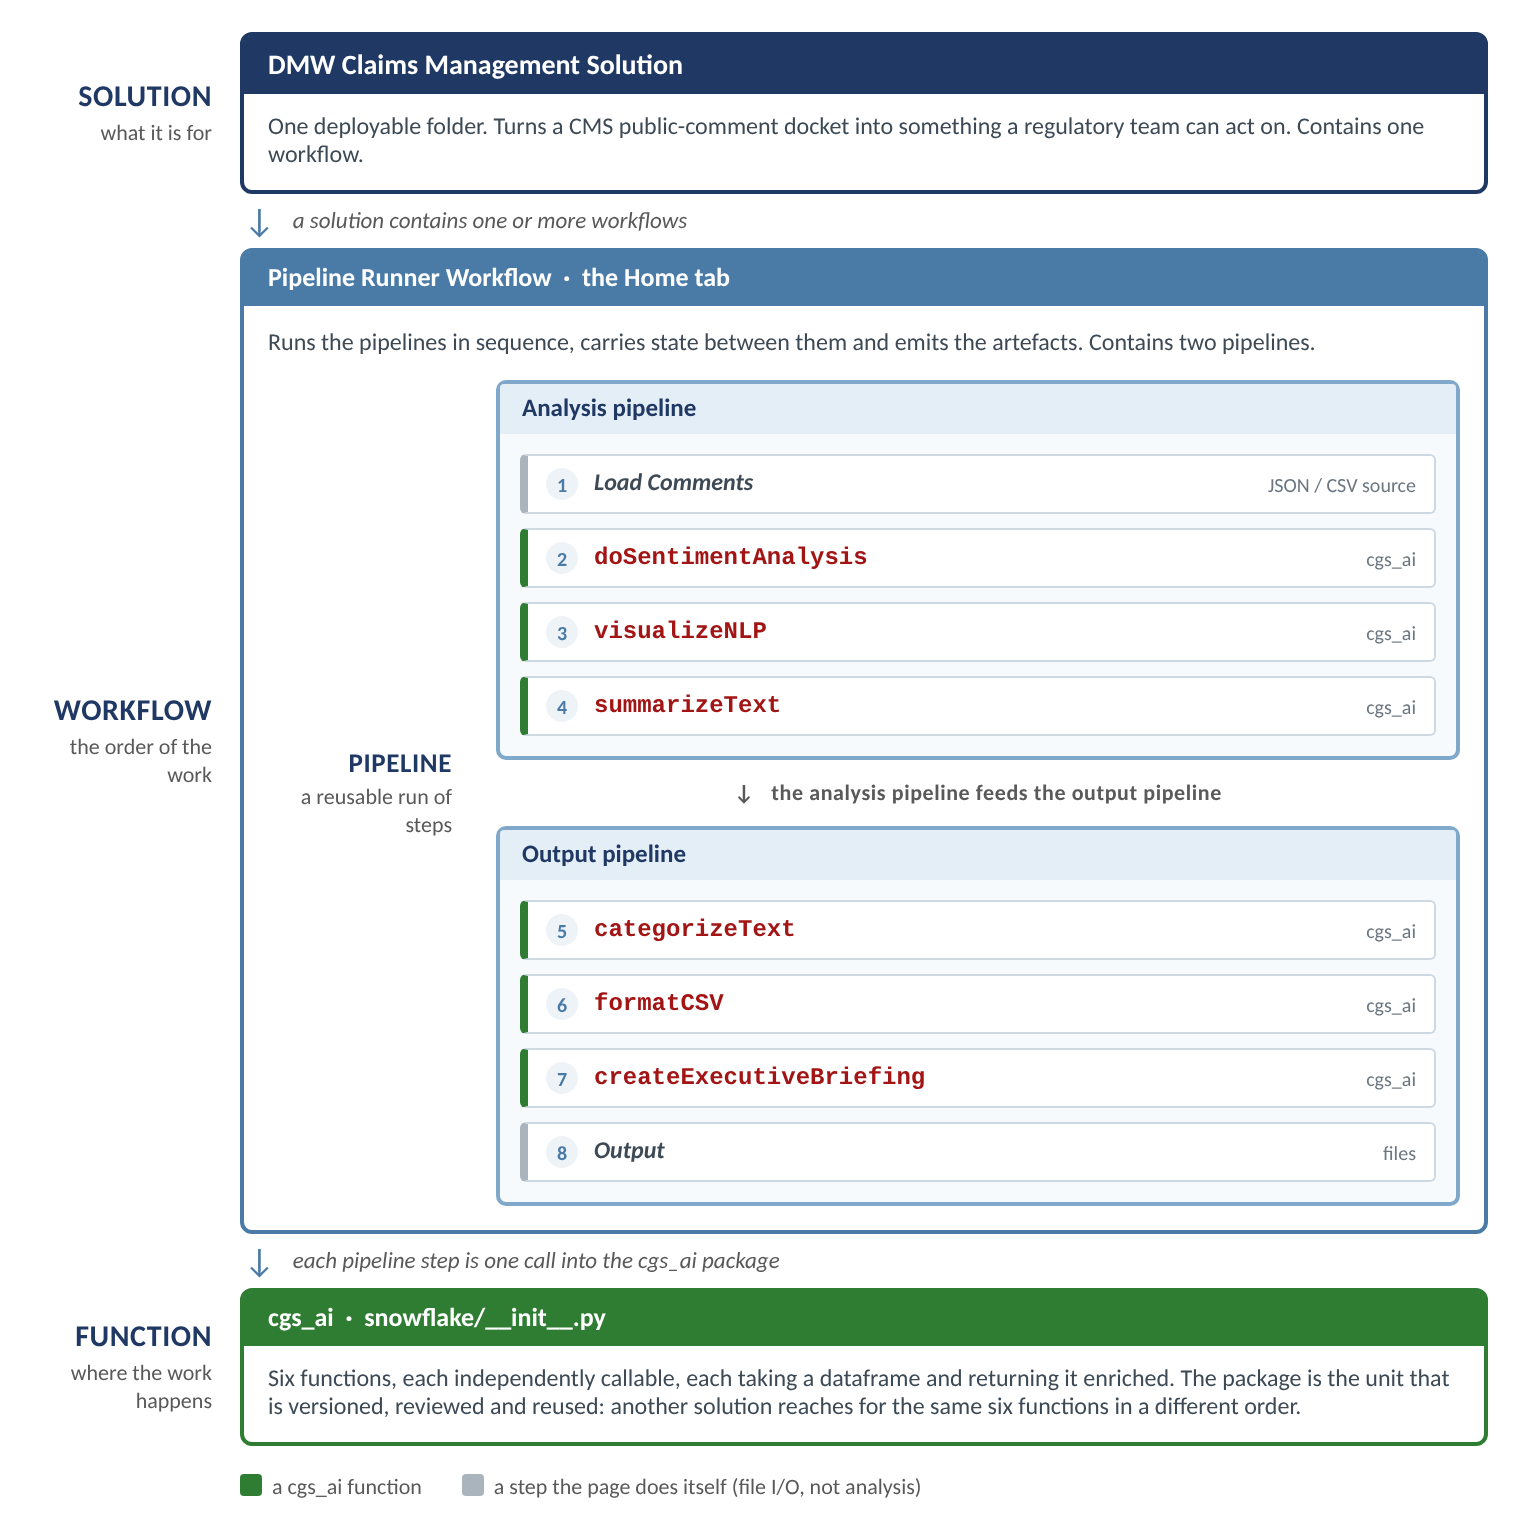 DMW Claims Management Solution
SOLUTION
what it is for
One deployable folder. Turns a CMS public-comment docket into something a regulatory team can act on. Contains one
workflow.
↓ a solution contains one or more workflows
Pipeline Runner Workflow · the Home tab
Runs the pipelines in sequence, carries state between them and emits the artefacts. Contains two pipelines.
WORKFLOW
the order of the
work
PIPELINE
a reusable run of
steps
Analysis pipeline
1 Load Comments JSON / CSV source
2 doSentimentAnalysis cgs_ai
3 visualizeNLP cgs_ai
4 summarizeText cgs_ai
↓ the analysis pipeline feeds the output pipeline
Output pipeline
5 categorizeText cgs_ai
6 formatCSV cgs_ai
7 createExecutiveBriefing cgs_ai
8 Output files
↓ each pipeline step is one call into the cgs_ai package
cgs_ai · snowflake/__init__.py
FUNCTION
where the work
happens
Six functions, each independently callable, each taking a dataframe and returning it enriched. The package is the unit that
is versioned, reviewed and reused: another solution reaches for the same six functions in a different order.
a cgs_ai function a step the page does itself (file I/O, not analysis)